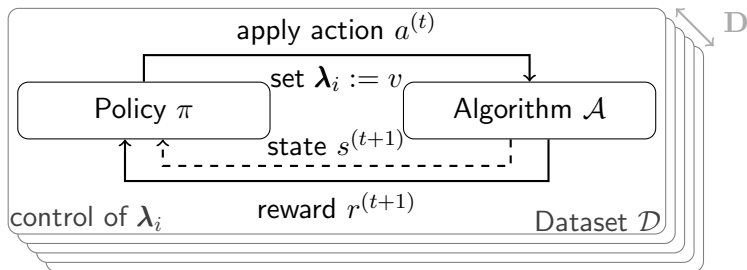 apply action a^(t)
D
set λ_i := v
Policy π
Algorithm 𝒜
state s^(t+1)
control of λ_i
reward r^(t+1)
Dataset 𝒟